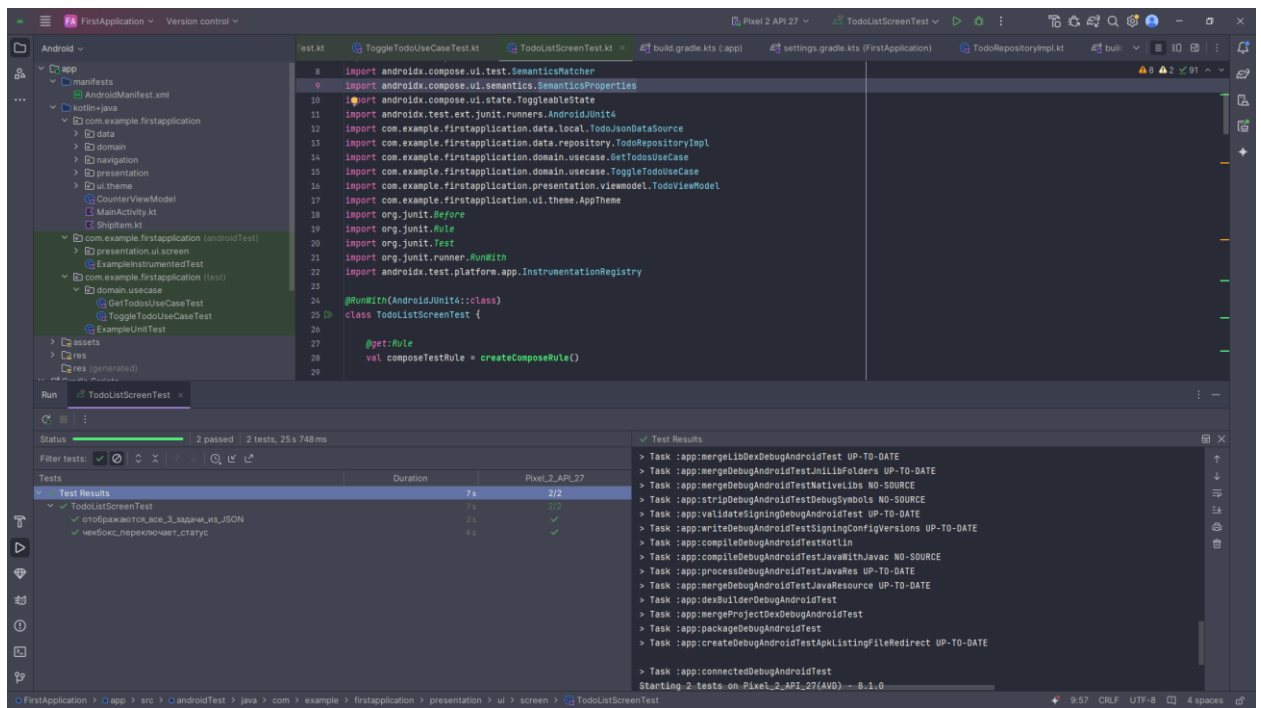 FA FirstApplication Version control Pixel 2 API 27 TodoListScreenTest
Android
Test.kt ToggleTodoUseCaseTest.kt TodoListScreenTest.kt build.gradle.kts (:app) settings.gradle.kts (FirstApplication) TodoRepositoryImpl.kt
app
manifests
AndroidManifest.xml
kotlin+java
com.example.firstapplication
data
domain
navigation
presentation
ui.theme
CounterViewModel
MainActivity.kt
ShipItem.kt
com.example.firstapplication (androidTest)
presentation.ui.screen
ExampleInstrumentedTest
com.example.firstapplication (test)
domain.usecase
GetTodosUseCaseTest
ToggleTodoUseCaseTest
ExampleUnitTest
assets
res
res (generated)
8 2 91
8 import androidx.compose.ui.test.SemanticsMatcher
9 import androidx.compose.ui.semantics.SemanticsProperties
10 import androidx.compose.ui.state.ToggleableState
11 import androidx.test.ext.junit.runners.AndroidJUnit4
12 import com.example.firstapplication.data.local.TodoJsonDataSource
13 import com.example.firstapplication.data.repository.TodoRepositoryImpl
14 import com.example.firstapplication.domain.usecase.GetTodosUseCase
15 import com.example.firstapplication.domain.usecase.ToggleTodoUseCase
16 import com.example.firstapplication.presentation.viewmodel.TodoViewModel
17 import com.example.firstapplication.ui.theme.AppTheme
18 import org.junit.Before
19 import org.junit.Rule
20 import org.junit.Test
21 import org.junit.runner.RunWith
22 import androidx.test.platform.app.InstrumentationRegistry
23
24 @RunWith(AndroidJUnit4::class)
25 class TodoListScreenTest {
26
27 @get:Rule
28 val composeTestRule = createComposeRule()
29
Run TodoListScreenTest
Status 2 passed 2 tests, 25 s 748 ms
Filter tests:
Tests Duration Pixel_2_API_27
Test Results 7 s 2/2
TodoListScreenTest 7 s 2/2
отображаются_все_3_задачи_из_JSON 2 s
чекбокс_переключает_статус 4 s
Test Results
> Task :app:mergeLibDexDebugAndroidTest UP-TO-DATE
> Task :app:mergeDebugAndroidTestJniLibFolders UP-TO-DATE
> Task :app:mergeDebugAndroidTestNativeLibs NO-SOURCE
> Task :app:stripDebugAndroidTestDebugSymbols NO-SOURCE
> Task :app:validateSigningDebugAndroidTest UP-TO-DATE
> Task :app:writeDebugAndroidTestSigningConfigVersions UP-TO-DATE
> Task :app:compileDebugAndroidTestKotlin
> Task :app:compileDebugAndroidTestJavaWithJavac NO-SOURCE
> Task :app:processDebugAndroidTestJavaRes UP-TO-DATE
> Task :app:mergeDebugAndroidTestJavaResource UP-TO-DATE
> Task :app:dexBuilderDebugAndroidTest
> Task :app:mergeProjectDexDebugAndroidTest
> Task :app:packageDebugAndroidTest
> Task :app:createDebugAndroidTestApkListingFileRedirect UP-TO-DATE
> Task :app:connectedDebugAndroidTest
Starting 2 tests on Pixel_2_API_27(AVD) - 8.1.0
FirstApplication > app > src > androidTest > java > com > example > firstapplication > presentation > ui > screen > TodoListScreenTest 9:57 CRLF UTF-8 4 spaces